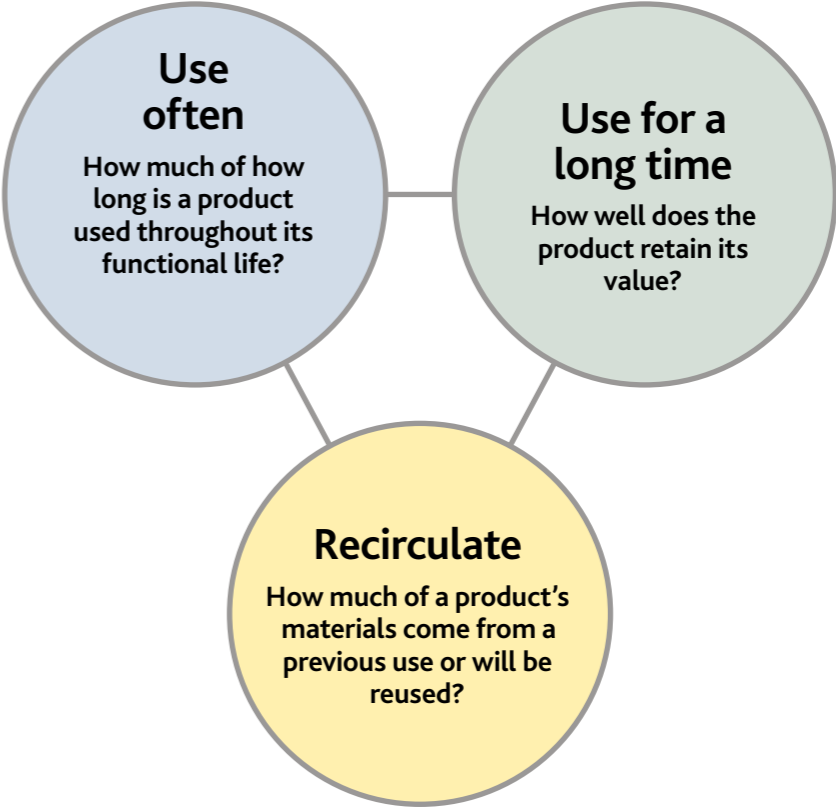 Use
often
How much of how
long is a product
used throughout its
functional life?
Use for a
long time
How well does the
product retain its
value?
Recirculate
How much of a product’s
materials come from a
previous use or will be
reused?